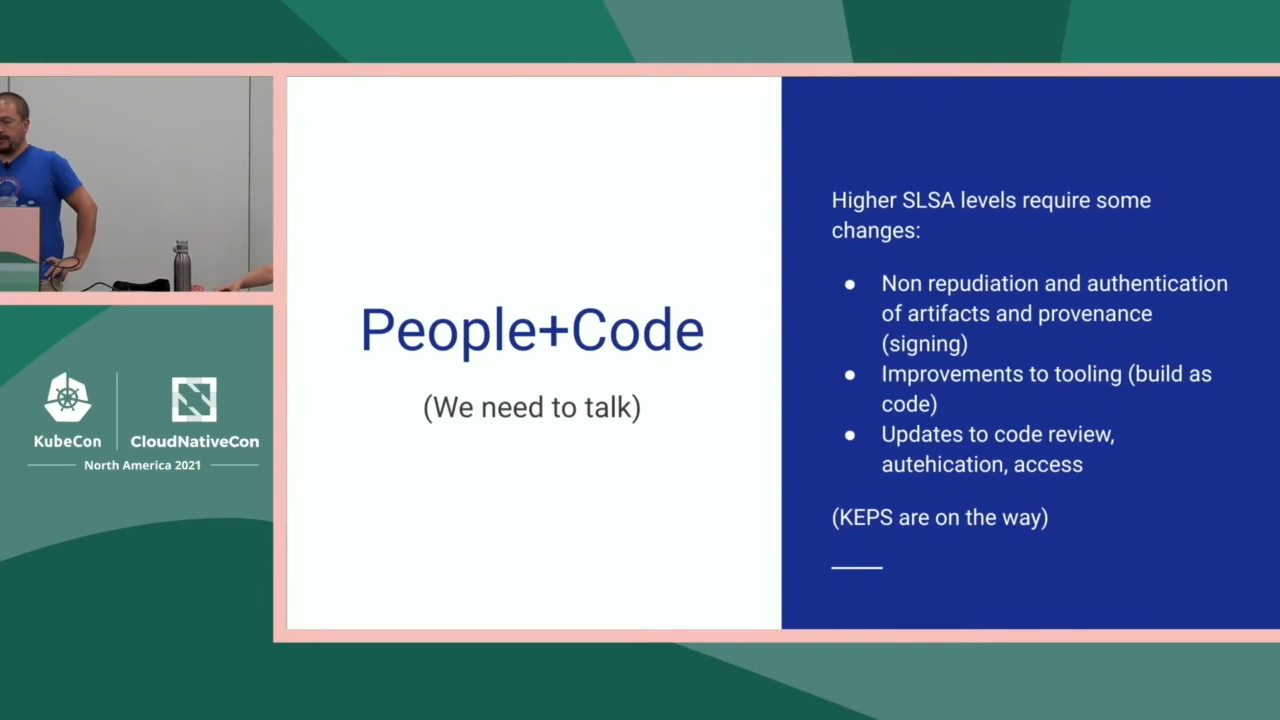 People+Code
(We need to talk)
Higher SLSA levels require some
changes:
● Non repudiation and authentication
of artifacts and provenance
(signing)
● Improvements to tooling (build as
code)
● Updates to code review,
autehication, access
(KEPS are on the way)
KubeCon
CloudNativeCon
North America 2021